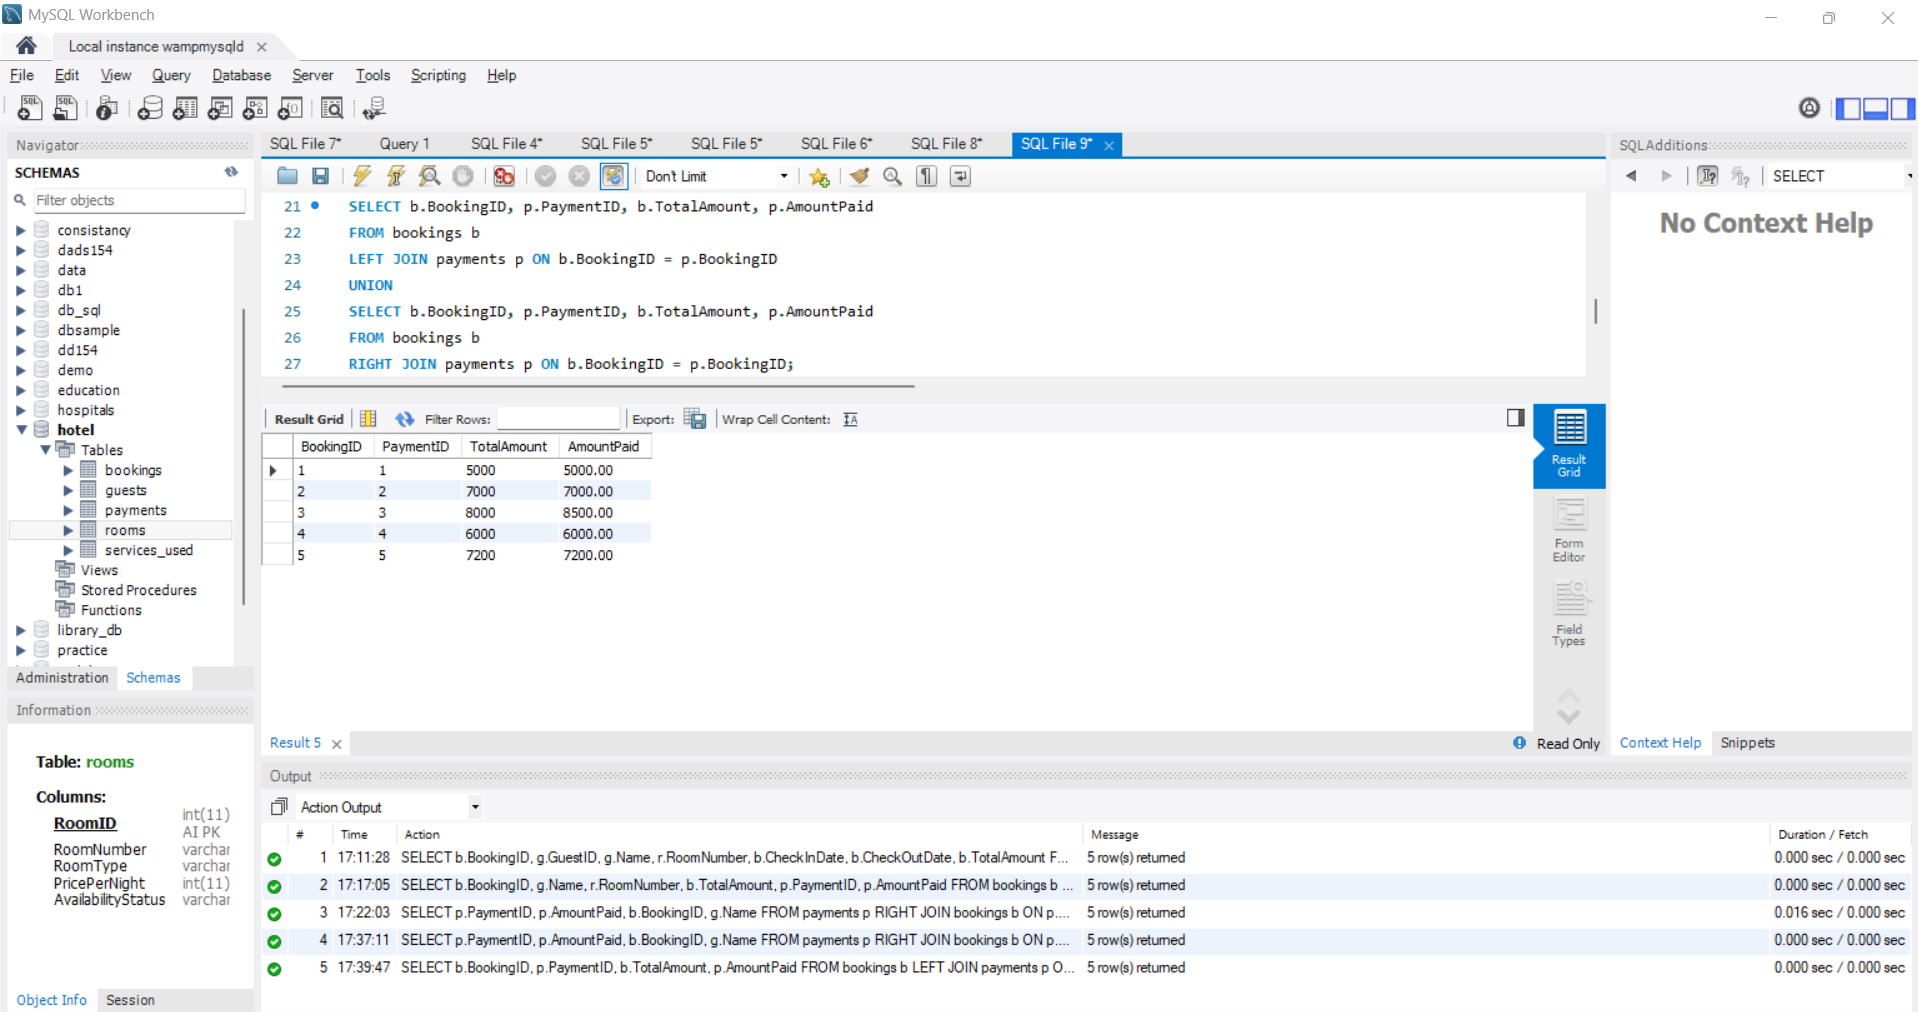 MySQL Workbench
Local instance wampmysqld
File Edit View Query Database Server Tools Scripting Help
Navigator
SCHEMAS
Filter objects
consistancy
dads154
data
db1
db_sql
dbsample
dd154
demo
education
hospitals
hotel
Tables
bookings
guests
payments
rooms
services_used
Views
Stored Procedures
Functions
library_db
practice
Administration Schemas
Information
Table: rooms
Columns:
RoomID int(11) AI PK
RoomNumber varchar
RoomType varchar
PricePerNight int(11)
AvailabilityStatus varchar
Object Info Session
SQL File 7* Query 1 SQL File 4* SQL File 5* SQL File 5* SQL File 6* SQL File 8* SQL File 9*
Don't Limit
21 SELECT b.BookingID, p.PaymentID, b.TotalAmount, p.AmountPaid
22 FROM bookings b
23 LEFT JOIN payments p ON b.BookingID = p.BookingID
24 UNION
25 SELECT b.BookingID, p.PaymentID, b.TotalAmount, p.AmountPaid
26 FROM bookings b
27 RIGHT JOIN payments p ON b.BookingID = p.BookingID;
Result Grid Filter Rows: Export: Wrap Cell Content:
BookingID PaymentID TotalAmount AmountPaid
1 1 5000 5000.00
2 2 7000 7000.00
3 3 8000 8500.00
4 4 6000 6000.00
5 5 7200 7200.00
Result Grid
Form Editor
Field Types
Result 5
Read Only
SQLAdditions
SELECT
No Context Help
Context Help Snippets
Output
Action Output
# Time Action Message Duration / Fetch
1 17:11:28 SELECT b.BookingID, g.GuestID, g.Name, r.RoomNumber, b.CheckInDate, b.CheckOutDate, b.TotalAmount F... 5 row(s) returned 0.000 sec / 0.000 sec
2 17:17:05 SELECT b.BookingID, g.Name, r.RoomNumber, b.TotalAmount, p.PaymentID, p.AmountPaid FROM bookings b ... 5 row(s) returned 0.000 sec / 0.000 sec
3 17:22:03 SELECT p.PaymentID, p.AmountPaid, b.BookingID, g.Name FROM payments p RIGHT JOIN bookings b ON p.... 5 row(s) returned 0.016 sec / 0.000 sec
4 17:37:11 SELECT p.PaymentID, p.AmountPaid, b.BookingID, g.Name FROM payments p RIGHT JOIN bookings b ON p.... 5 row(s) returned 0.000 sec / 0.000 sec
5 17:39:47 SELECT b.BookingID, p.PaymentID, b.TotalAmount, p.AmountPaid FROM bookings b LEFT JOIN payments p O... 5 row(s) returned 0.000 sec / 0.000 sec